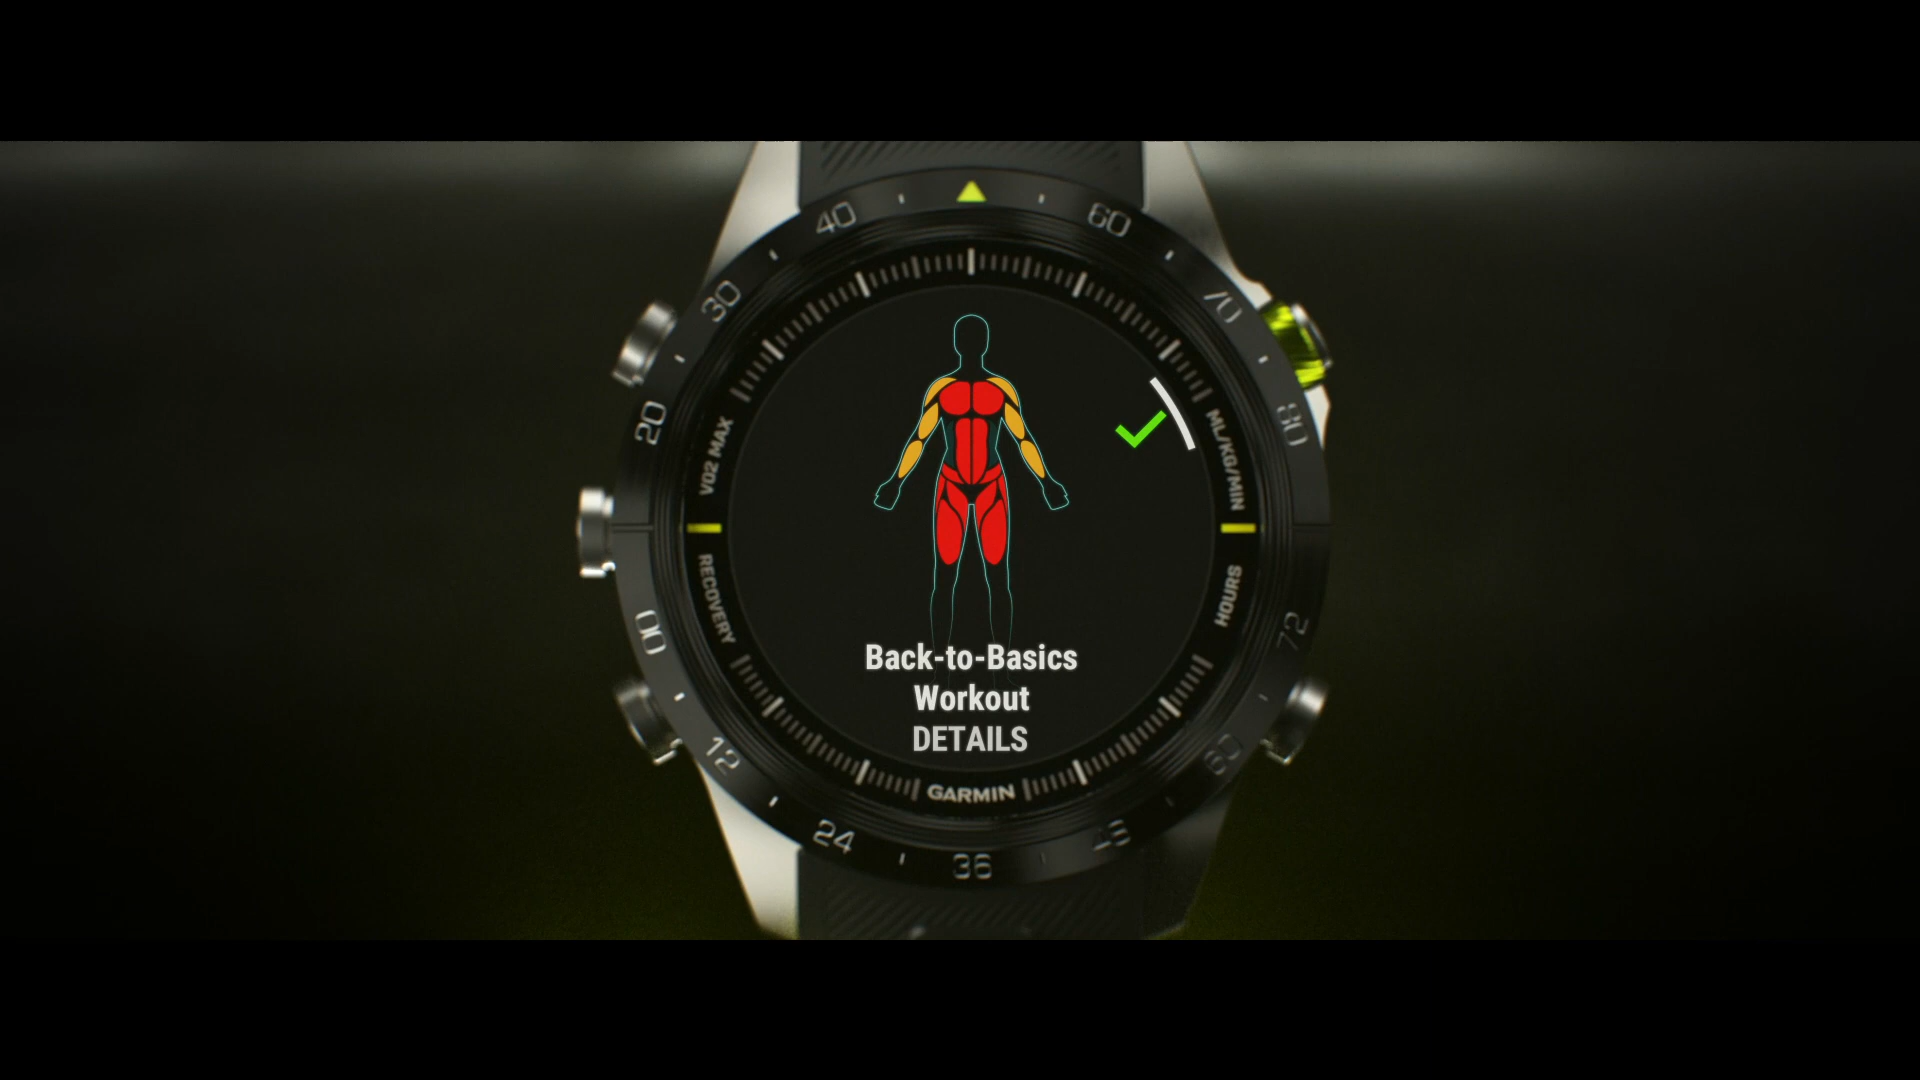 40
60
30
70
20
80
VO2 MAX
ML/KG/MIN
RECOVERY
HOURS
00
72
Back-to-Basics
Workout
DETAILS
12
60
GARMIN
24
48
36